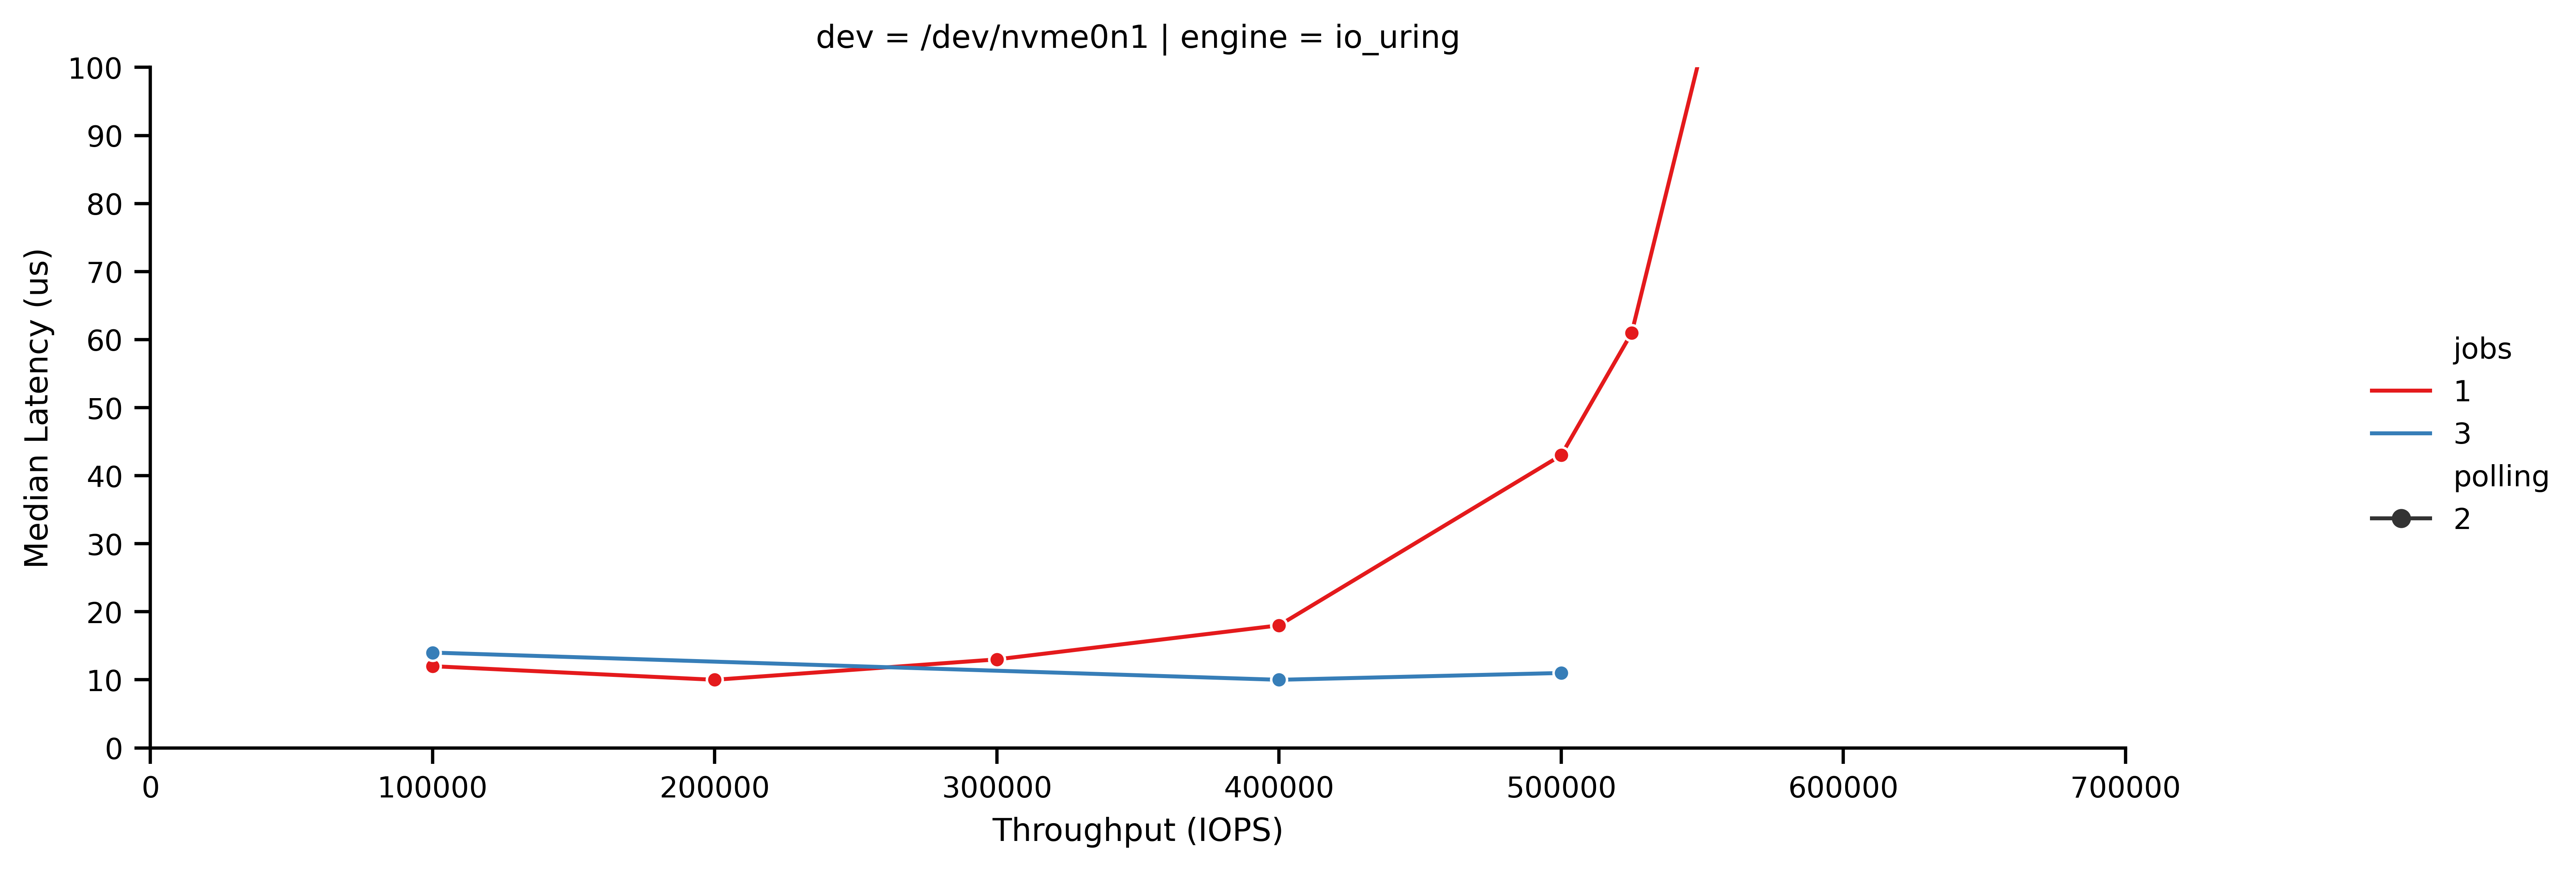 dev = /dev/nvme0n1 | engine = io_uring
100
90
80
70
60
50
40
30
20
10
0
Median Latency (us)
0 100000 200000 300000 400000 500000 600000 700000
Throughput (IOPS)
jobs
1
3
polling
2